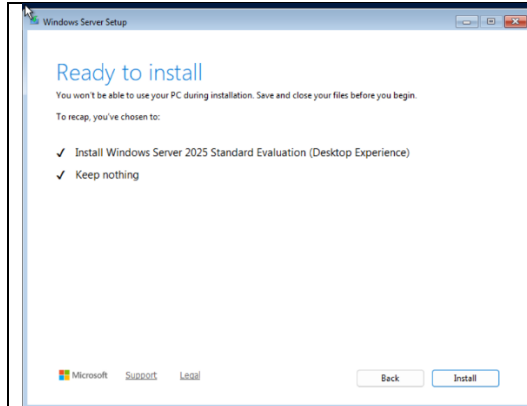 Windows Server Setup
Ready to install
You won't be able to use your PC during installation. Save and close your files before you begin.
To recap, you've chosen to:
✓ Install Windows Server 2025 Standard Evaluation (Desktop Experience)
✓ Keep nothing
Microsoft Support Legal Back Install